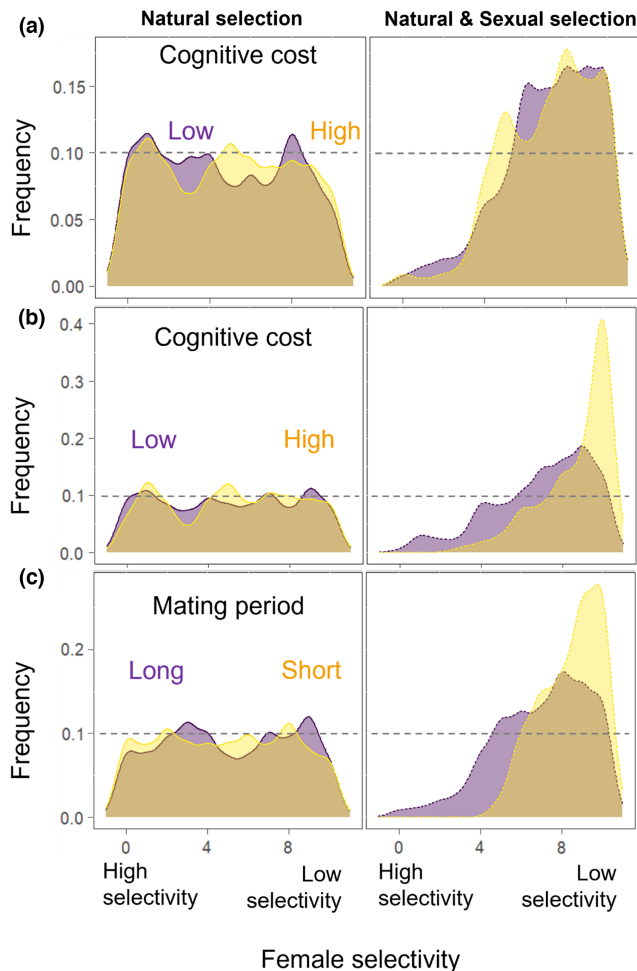 Natural selection
Natural & Sexual selection
(a)
Cognitive cost
Low
High
Frequency
0.15
0.10
0.05
0.00
(b)
Cognitive cost
Low
High
Frequency
0.4
0.3
0.2
0.1
0.0
(c)
Mating period
Long
Short
Frequency
0.2
0.1
0.0
0 4 8
0 4 8
High
selectivity
Low
selectivity
High
selectivity
Low
selectivity
Female selectivity